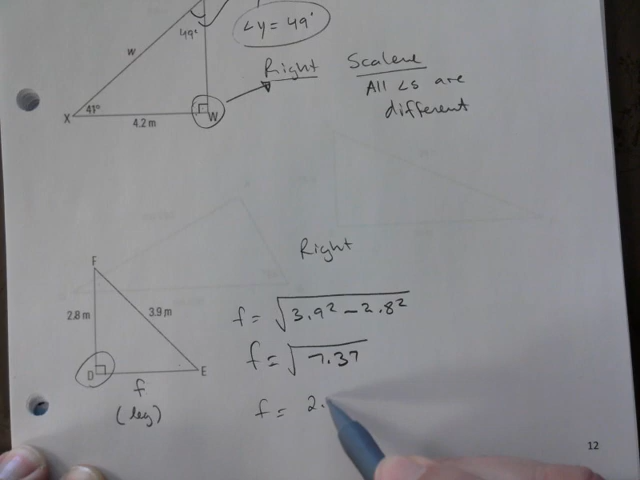 ∠y = 49°
49°
w
Right Scalene
All ∠s are
different
41°
X
W
4.2 m
Right
F
2.8 m
3.9 m
f = √3.9² − 2.8²
f = √7.37
D
E
f
(leg)
f = 2.
12